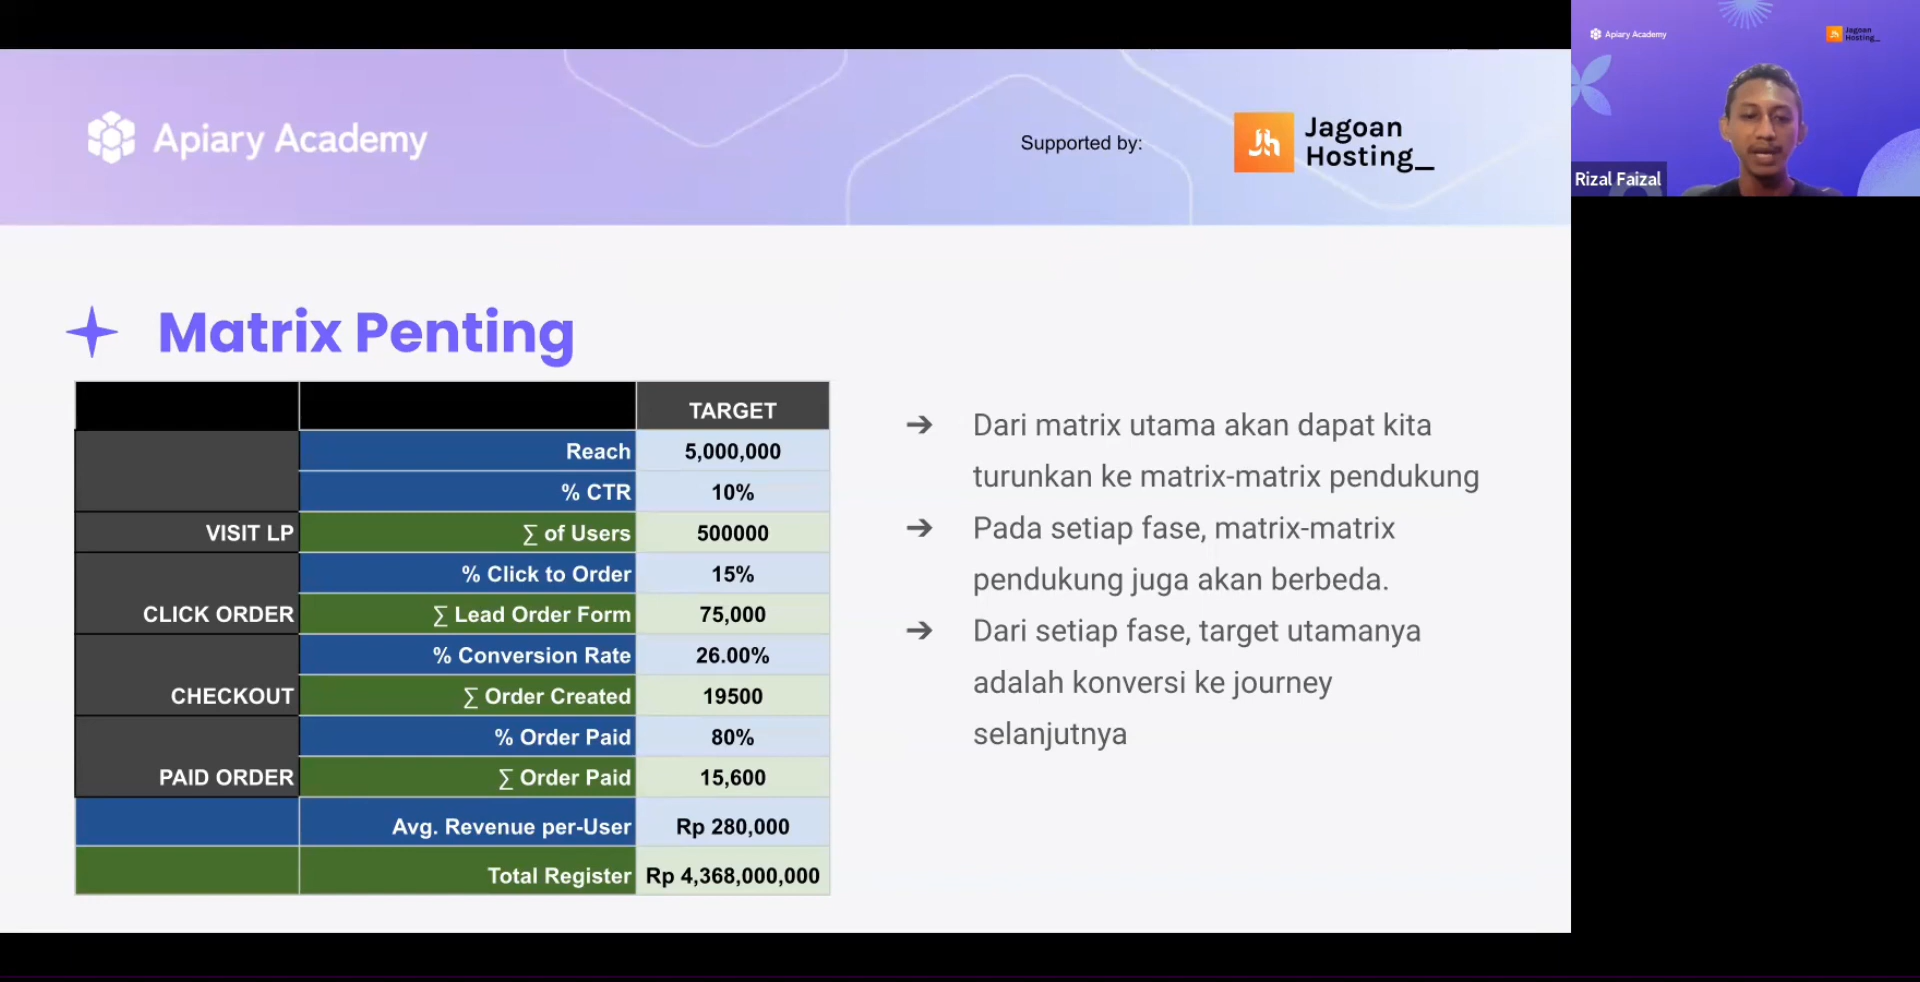 Apiary Academy
Supported by:
Jagoan
Hosting_
Apiary Academy
Jagoan
Hosting_
Rizal Faizal
Matrix Penting
TARGET
Reach 5,000,000
% CTR 10%
VISIT LP ∑ of Users 500000
% Click to Order 15%
CLICK ORDER ∑ Lead Order Form 75,000
% Conversion Rate 26.00%
CHECKOUT ∑ Order Created 19500
% Order Paid 80%
PAID ORDER ∑ Order Paid 15,600
Avg. Revenue per-User Rp 280,000
Total Register Rp 4,368,000,000
➔ Dari matrix utama akan dapat kita
turunkan ke matrix-matrix pendukung
➔ Pada setiap fase, matrix-matrix
pendukung juga akan berbeda.
➔ Dari setiap fase, target utamanya
adalah konversi ke journey
selanjutnya